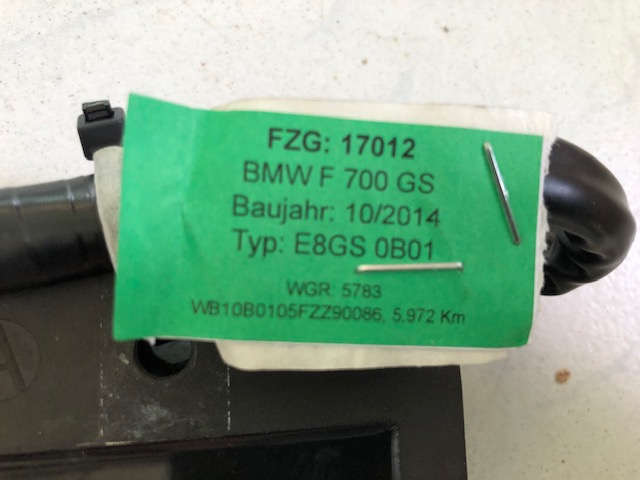 FZG: 17012
BMW F 700 GS
Baujahr: 10/2014
Typ: E8GS 0B01
WGR: 5783
WB10B0105FZZ90086, 5.972 Km